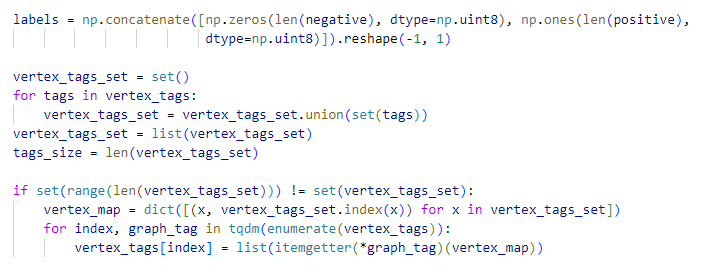 labels = np.concatenate([np.zeros(len(negative), dtype=np.uint8), np.ones(len(positive),
                         dtype=np.uint8)]).reshape(-1, 1)

vertex_tags_set = set()
for tags in vertex_tags:
    vertex_tags_set = vertex_tags_set.union(set(tags))
vertex_tags_set = list(vertex_tags_set)
tags_size = len(vertex_tags_set)

if set(range(len(vertex_tags_set))) != set(vertex_tags_set):
    vertex_map = dict([(x, vertex_tags_set.index(x)) for x in vertex_tags_set])
    for index, graph_tag in tqdm(enumerate(vertex_tags)):
        vertex_tags[index] = list(itemgetter(*graph_tag)(vertex_map))